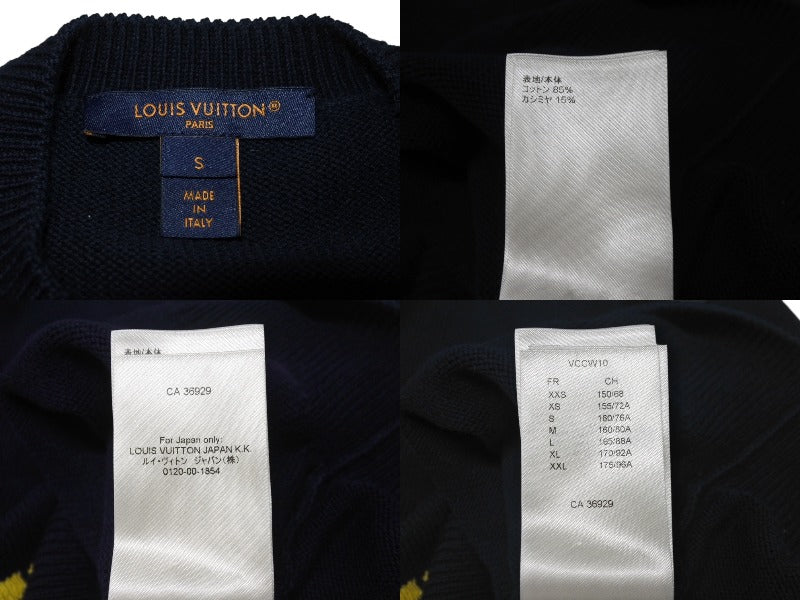 LOUIS VUITTON
PARIS
S
MADE
IN
ITALY
表地/本体
コットン 85%
カシミヤ 15%
表地/本体
CA 36929
For Japan only:
LOUIS VUITTON JAPAN K.K.
ルイ・ヴィトン ジャパン(株)
0120-00-1854
VCCW10
FR CH
XXS 150/68
XS 155/72A
S 160/76A
M 160/80A
L 165/88A
XL 170/92A
XXL 175/96A
CA 36929